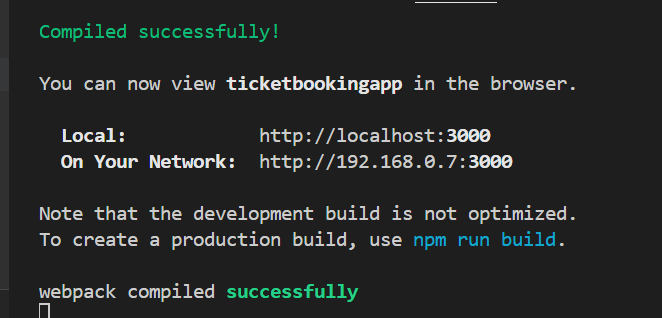 Compiled successfully!
You can now view ticketbookingapp in the browser.
Local: http://localhost:3000
On Your Network: http://192.168.0.7:3000
Note that the development build is not optimized.
To create a production build, use npm run build.
webpack compiled successfully